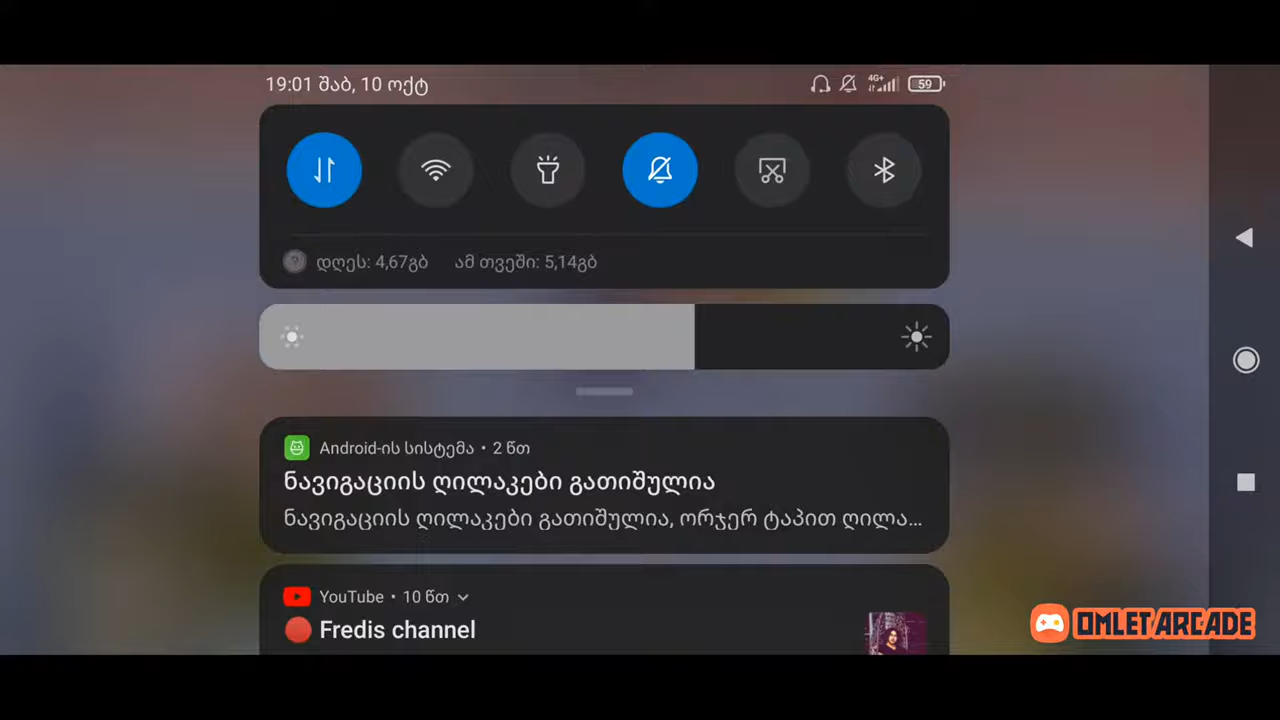 19:01 შაბ, 10 ოქტ
4G+ 59
დღეს: 4,67გბ ამ თვეში: 5,14გბ
Android-ის სისტემა • 2 წთ
ნავიგაციის ღილაკები გათიშულია
ნავიგაციის ღილაკები გათიშულია, ორჯერ ტაპით ღილა...
YouTube • 10 წთ
Fredis channel
OMLET ARCADE